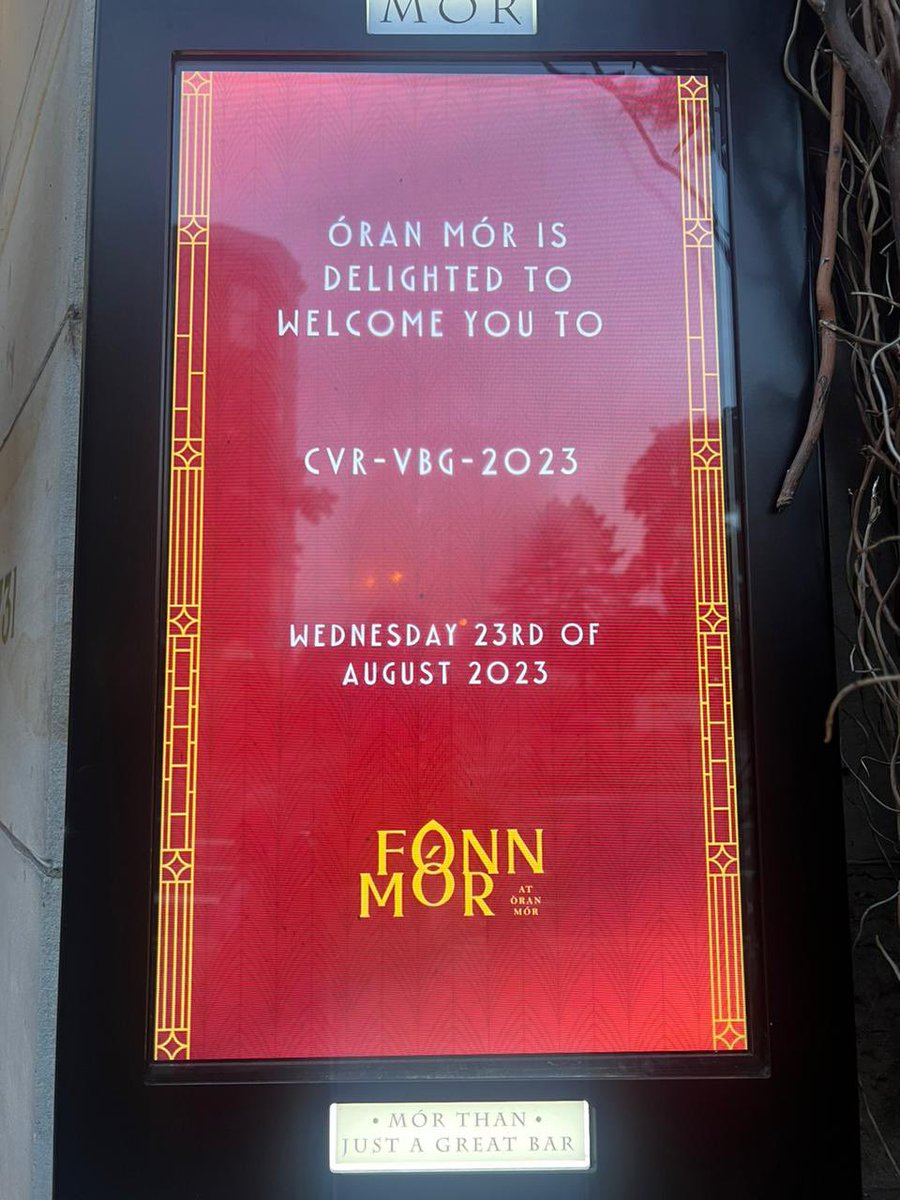 MÓR
ÓRAN MÓR IS
DELIGHTED TO
WELCOME YOU TO
CVR-VBG-2023
WEDNESDAY 23RD OF
AUGUST 2023
FONN
MÓR
AT
ÒRAN
MÓR
• MÓR THAN •
JUST A GREAT BAR